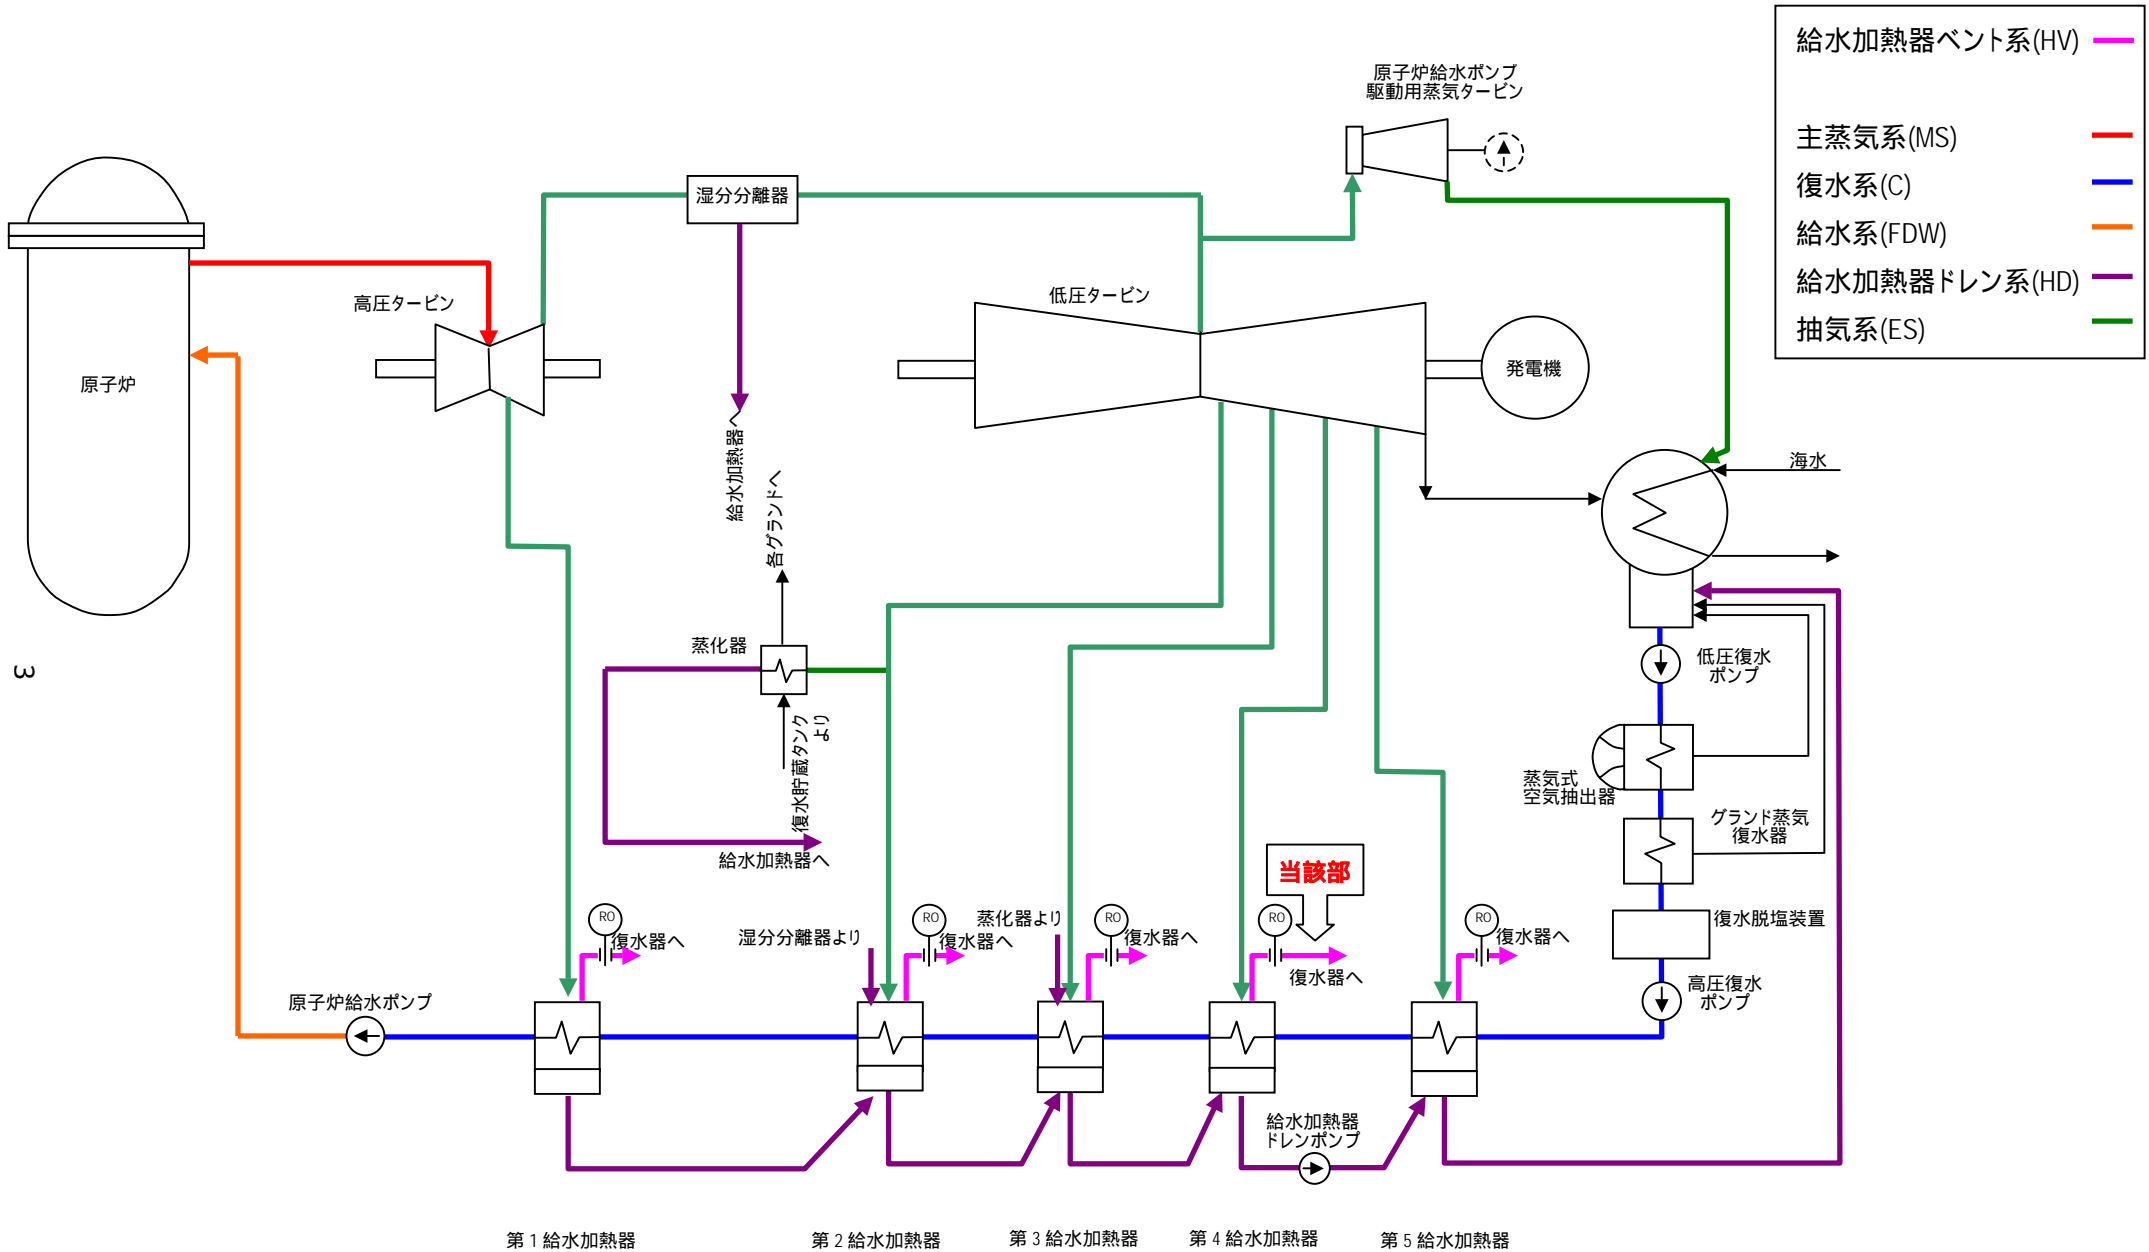 給水加熱器ベント系(HV)
主蒸気系(MS)
復水系(C)
給水系(FDW)
給水加熱器ドレン系(HD)
抽気系(ES)
原子炉給水ポンプ
駆動用蒸気タービン
湿分分離器
高圧タービン
低圧タービン
発電機
原子炉
給水加熱器へ
各グランドへ
海水
蒸化器
復水貯蔵タンク
より
給水加熱器へ
低圧復水
ポンプ
蒸気式
空気抽出器
グランド蒸気
復水器
当該部
復水脱塩装置
高圧復水
ポンプ
RO
復水器へ
湿分分離器より
RO
復水器へ
蒸化器より
RO
復水器へ
RO
復水器へ
RO
復水器へ
原子炉給水ポンプ
給水加熱器
ドレンポンプ
第1給水加熱器
第2給水加熱器
第3給水加熱器
第4給水加熱器
第5給水加熱器
3